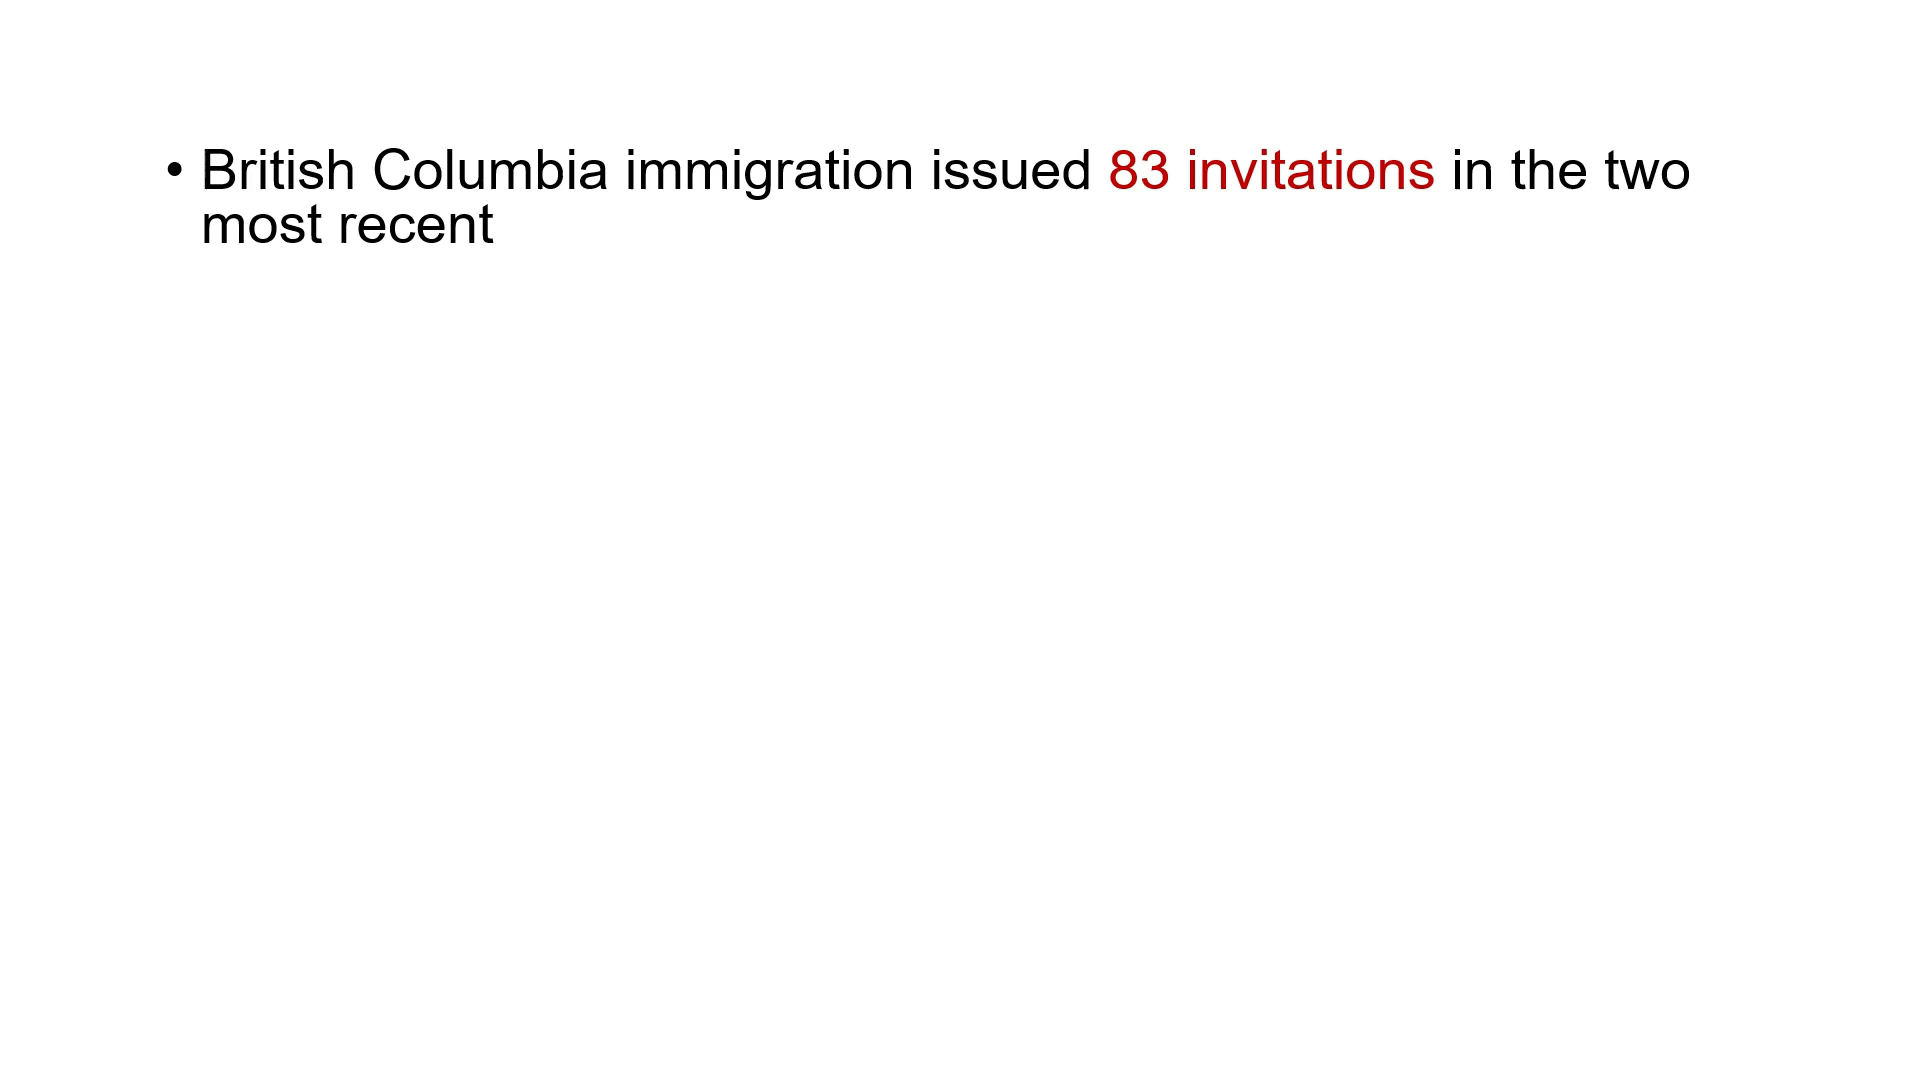 • British Columbia immigration issued 83 invitations in the two
most recent